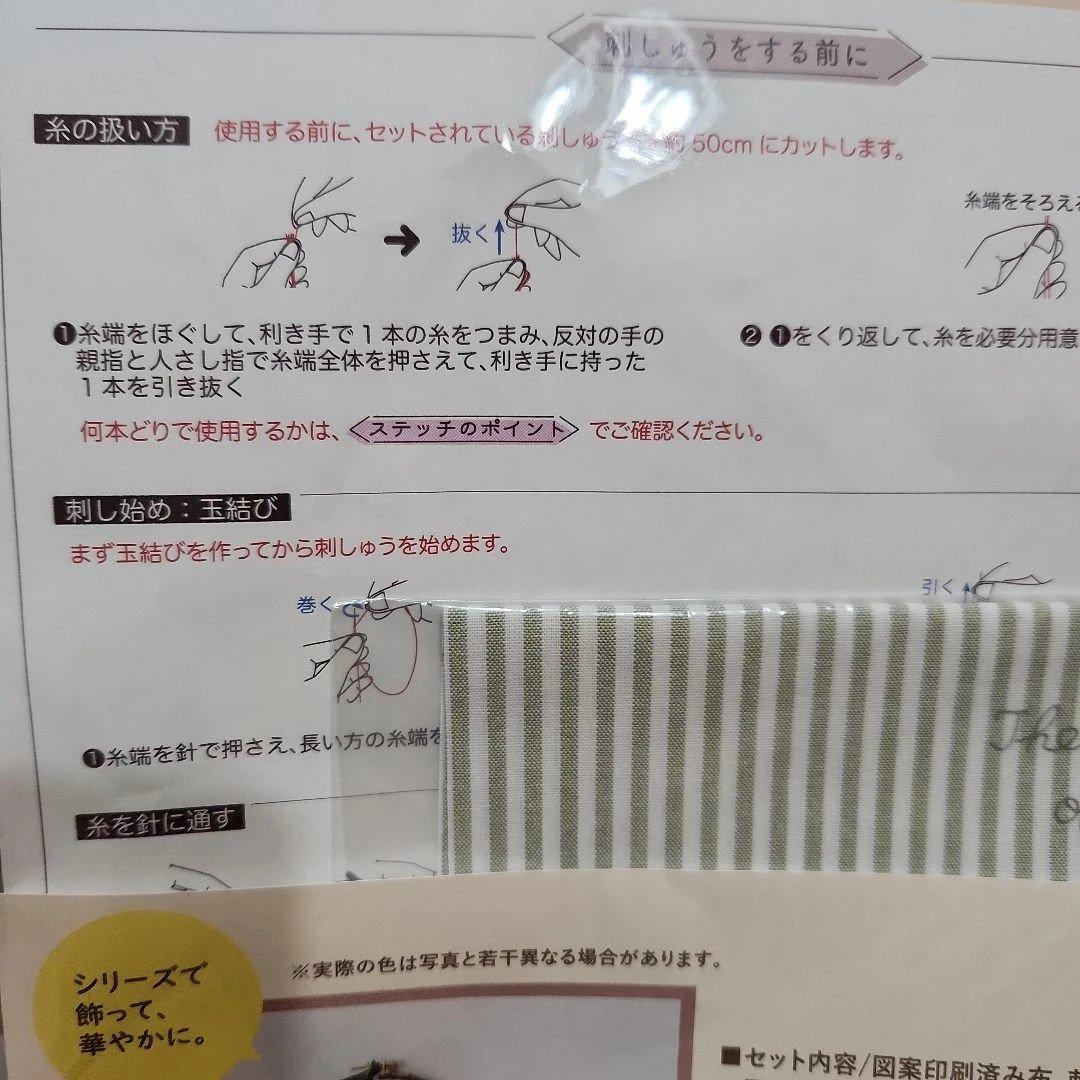 刺しゅうをする前に
糸の扱い方
使用する前に、セットされている刺しゅう 約50cmにカットします。
抜く
糸端をそろえ
❶糸端をほぐして、利き手で1本の糸をつまみ、反対の手の
親指と人さし指で糸端全体を押さえて、利き手に持った
1本を引き抜く
❷❶をくり返して、糸を必要分用意
何本どりで使用するかは、ステッチのポイントでご確認ください。
刺し始め：玉結び
まず玉結びを作ってから刺しゅうを始めます。
巻く
引く
❶糸端を針で押さえ、長い方の糸端を
The
糸を針に通す
シリーズで
飾って、
華やかに。
※実際の色は写真と若干異なる場合があります。
■セット内容/図案印刷済み布、